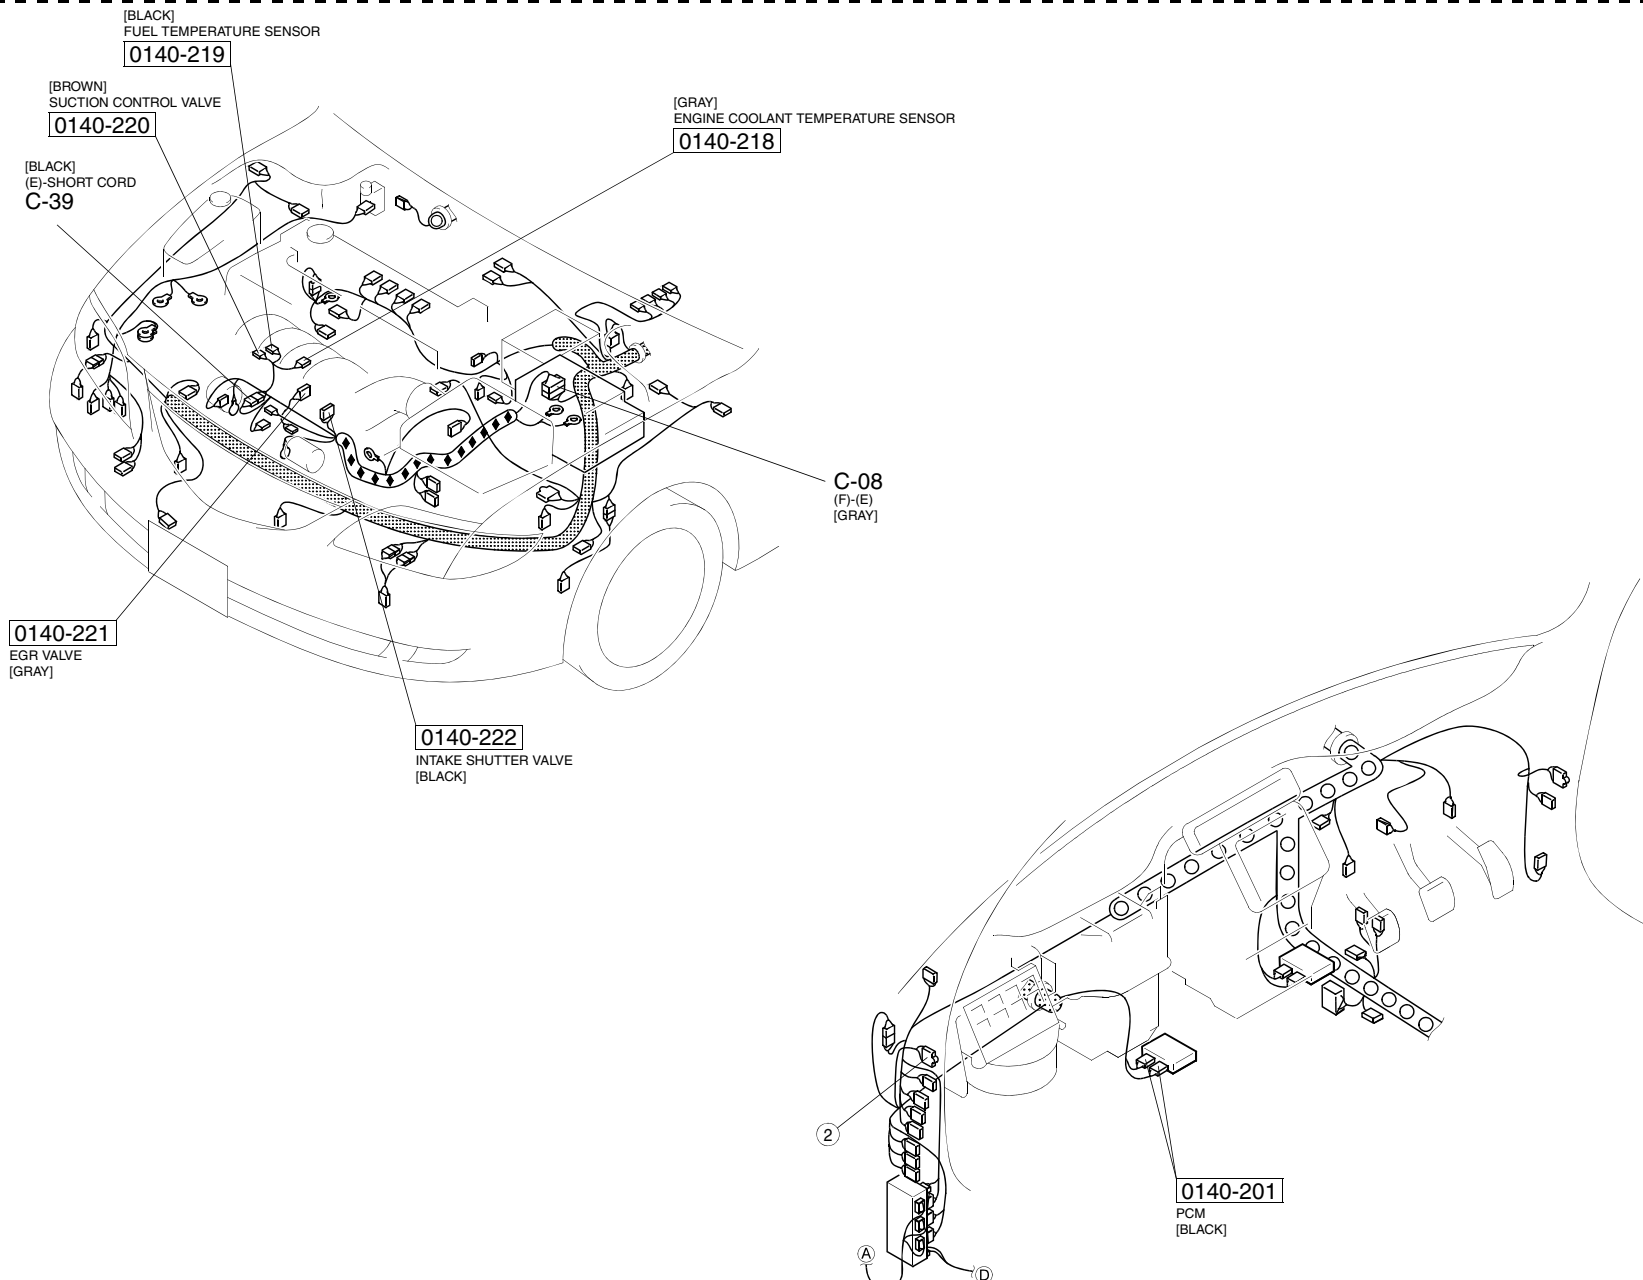 [BLACK]
FUEL TEMPERATURE SENSOR
0140-219
[BROWN]
SUCTION CONTROL VALVE
0140-220
[BLACK]
(E)-SHORT CORD
C-39
[GRAY]
ENGINE COOLANT TEMPERATURE SENSOR
0140-218
C-08
(F)-(E)
[GRAY]
0140-221
EGR VALVE
[GRAY]
0140-222
INTAKE SHUTTER VALVE
[BLACK]
2
0140-201
PCM
[BLACK]
A
D